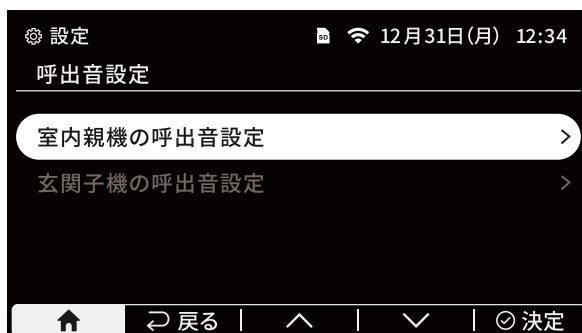 設定 SD 12月31日(月) 12:34
呼出音設定
室内親機の呼出音設定
玄関子機の呼出音設定
戻る 決定